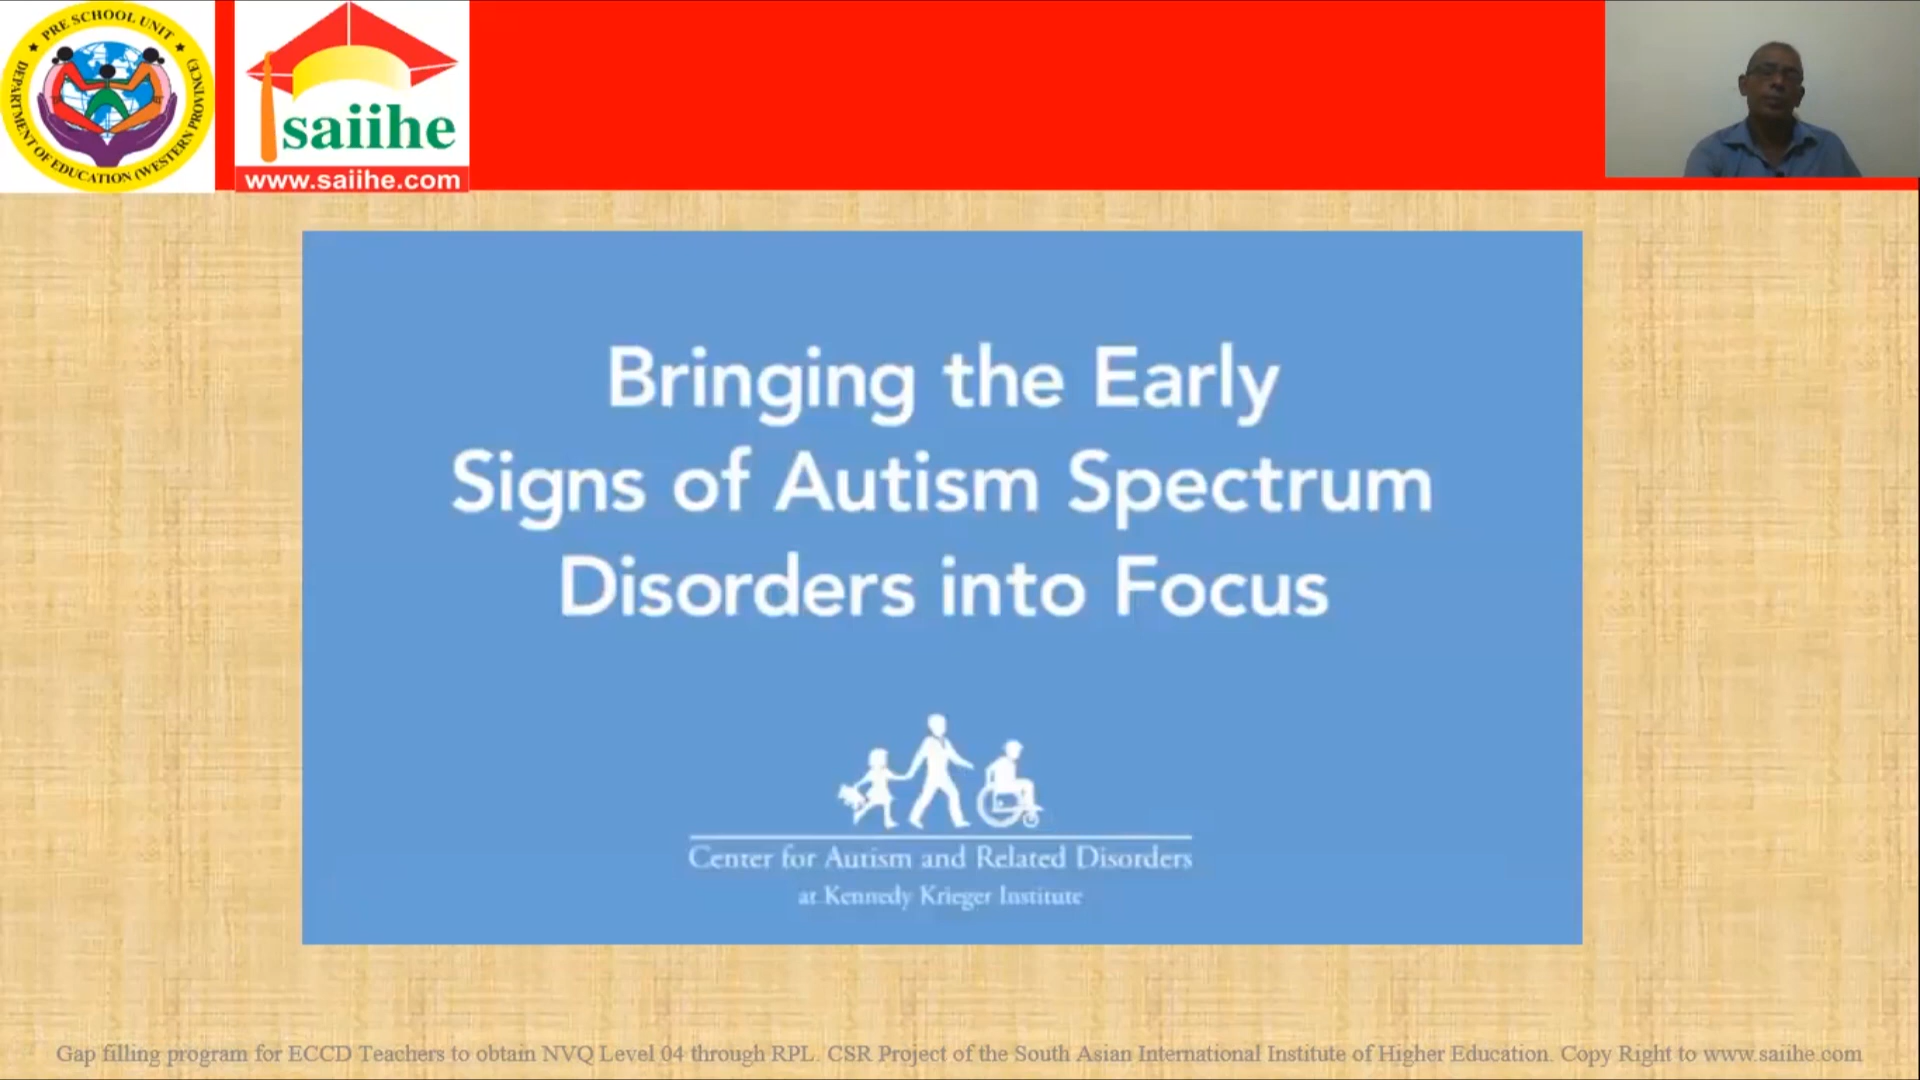 PRE SCHOOL UNIT
DEPARTMENT OF EDUCATION (WESTERN PROVINCE)
saiihe
www.saiihe.com
Bringing the Early
Signs of Autism Spectrum
Disorders into Focus
Center for Autism and Related Disorders
at Kennedy Krieger Institute
Gap filling program for ECCD Teachers to obtain NVQ Level 04 through RPL. CSR Project of the South Asian International Institute of Higher Education. Copy Right to www.saiihe.com